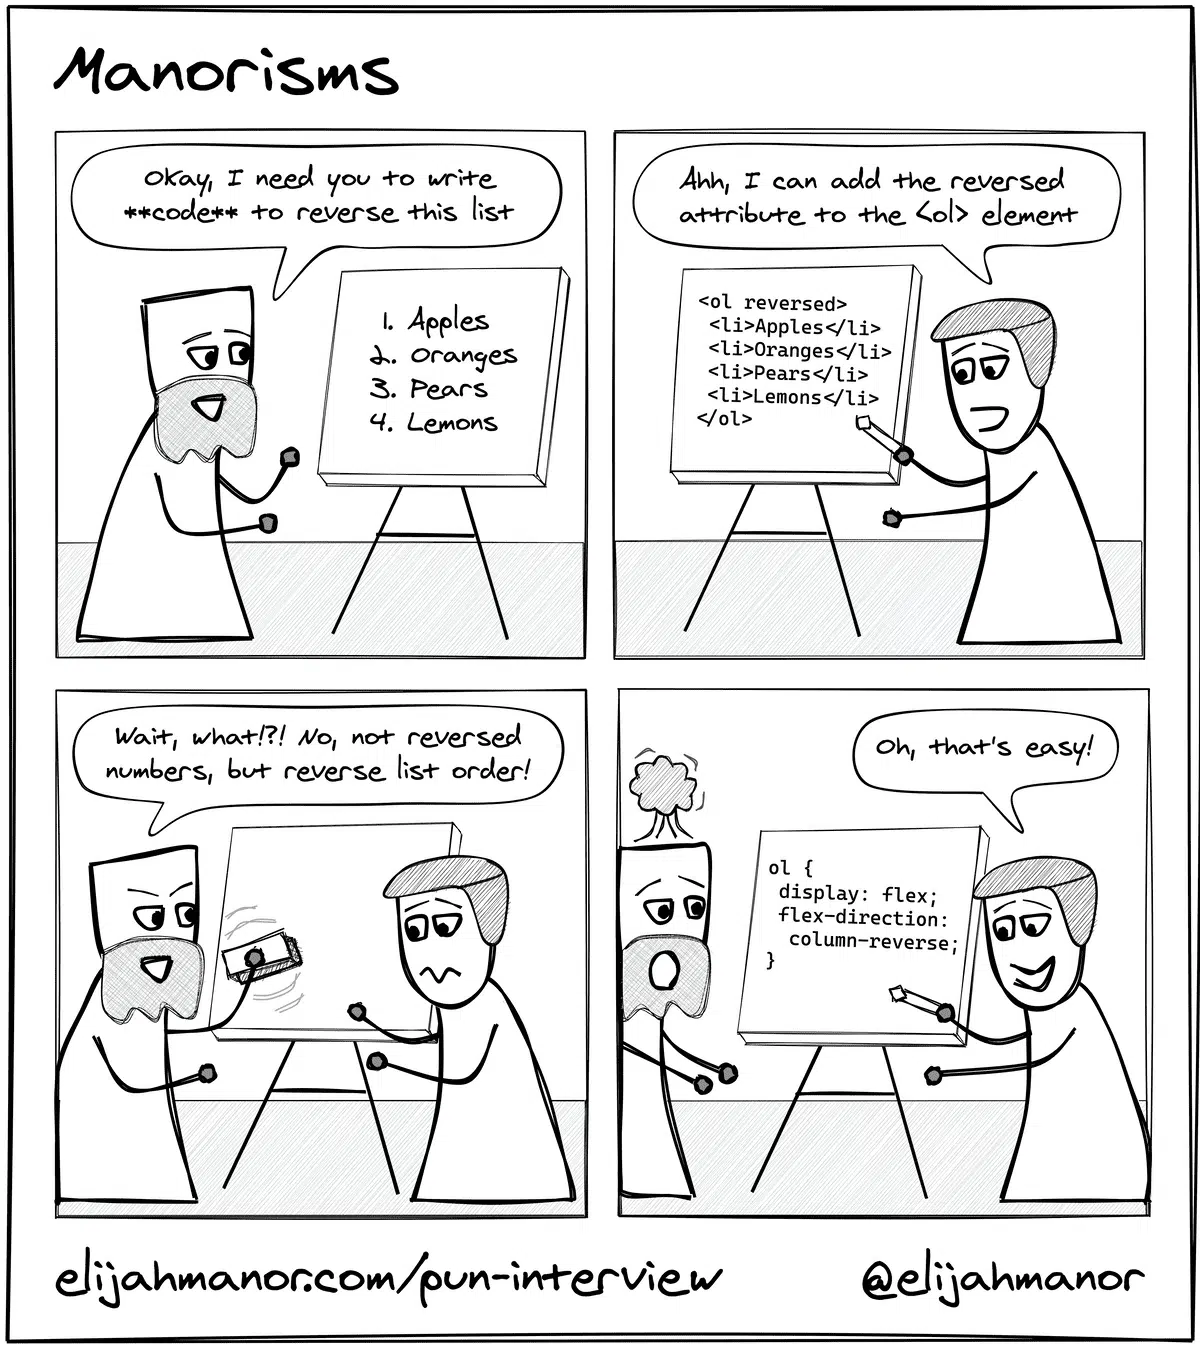 Manorisms
Okay, I need you to write
**code** to reverse this list
1. Apples
2. Oranges
3. Pears
4. Lemons
Ahh, I can add the reversed
attribute to the <ol> element
<ol reversed>
<li>Apples</li>
<li>Oranges</li>
<li>Pears</li>
<li>Lemons</li>
</ol>
Wait, what!?! No, not reversed
numbers, but reverse list order!
Oh, that's easy!
ol {
display: flex;
flex-direction:
column-reverse;
}
elijahmanor.com/pun-interview
@elijahmanor